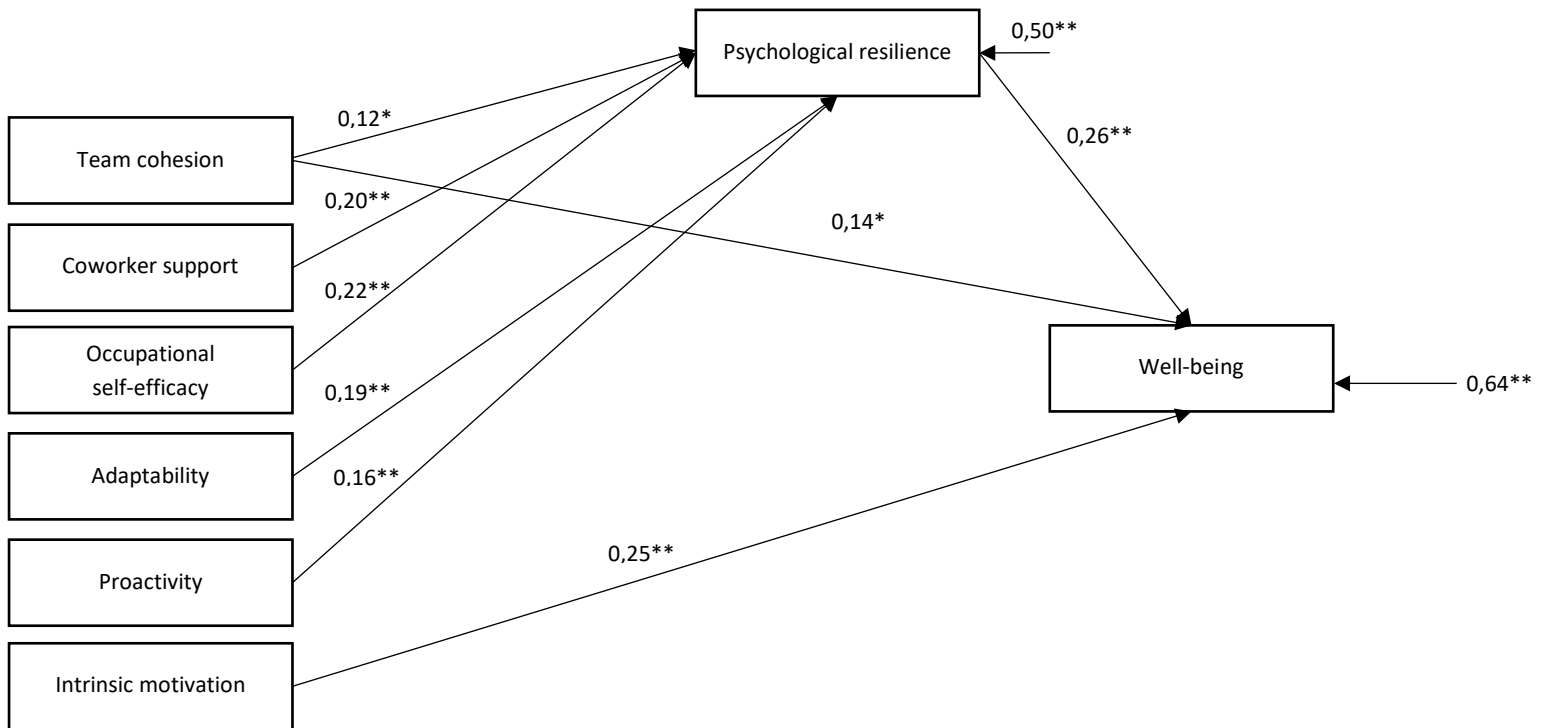 Psychological resilience
0,50**
0,12*
0,26**
Team cohesion
0,20**
0,14*
Coworker support
0,22**
Occupational
self-efficacy
Well-being
0,64**
0,19**
Adaptability
0,16**
0,25**
Proactivity
Intrinsic motivation